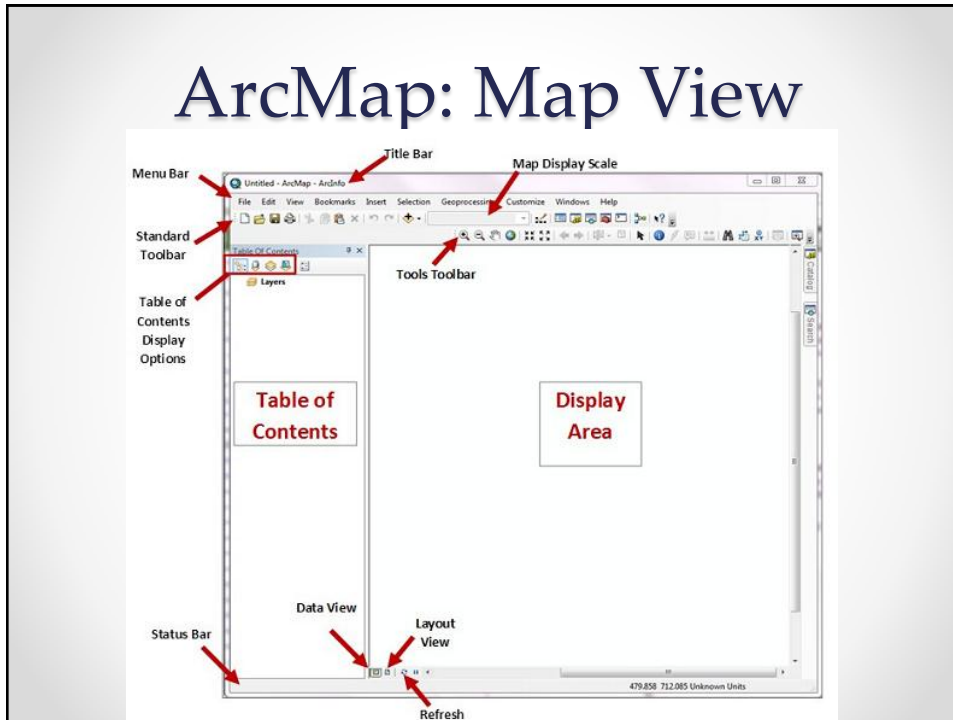 ArcMap: Map View
Title Bar
Map Display Scale
Menu Bar
Untitled - ArcMap - ArcInfo
File Edit View Bookmarks Insert Selection Geoprocessing Customize Windows Help
Standard
Toolbar
Table Of Contents
Tools Toolbar
Catalog
Layers
Search
Table of
Contents
Display
Options
Table of
Contents
Display
Area
Data View
Layout
View
Status Bar
479.858 712.085 Unknown Units
Refresh